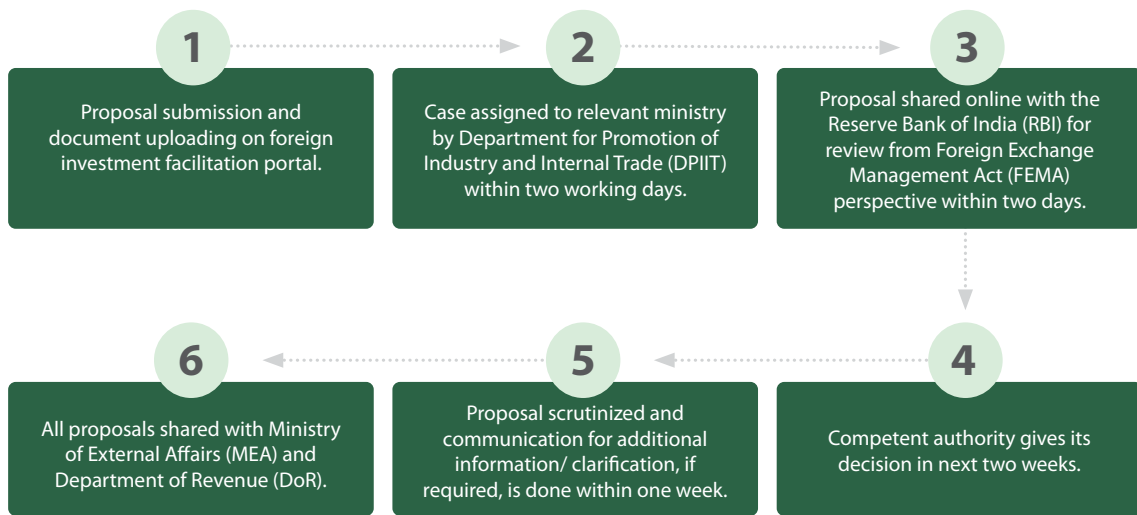 1
Proposal submission and
document uploading on foreign
investment facilitation portal.
2
Case assigned to relevant ministry
by Department for Promotion of
Industry and Internal Trade (DPIIT)
within two working days.
3
Proposal shared online with the
Reserve Bank of India (RBI) for
review from Foreign Exchange
Management Act (FEMA)
perspective within two days.
4
Competent authority gives its
decision in next two weeks.
5
Proposal scrutinized and
communication for additional
information/ clarification, if
required, is done within one week.
6
All proposals shared with Ministry
of External Affairs (MEA) and
Department of Revenue (DoR).